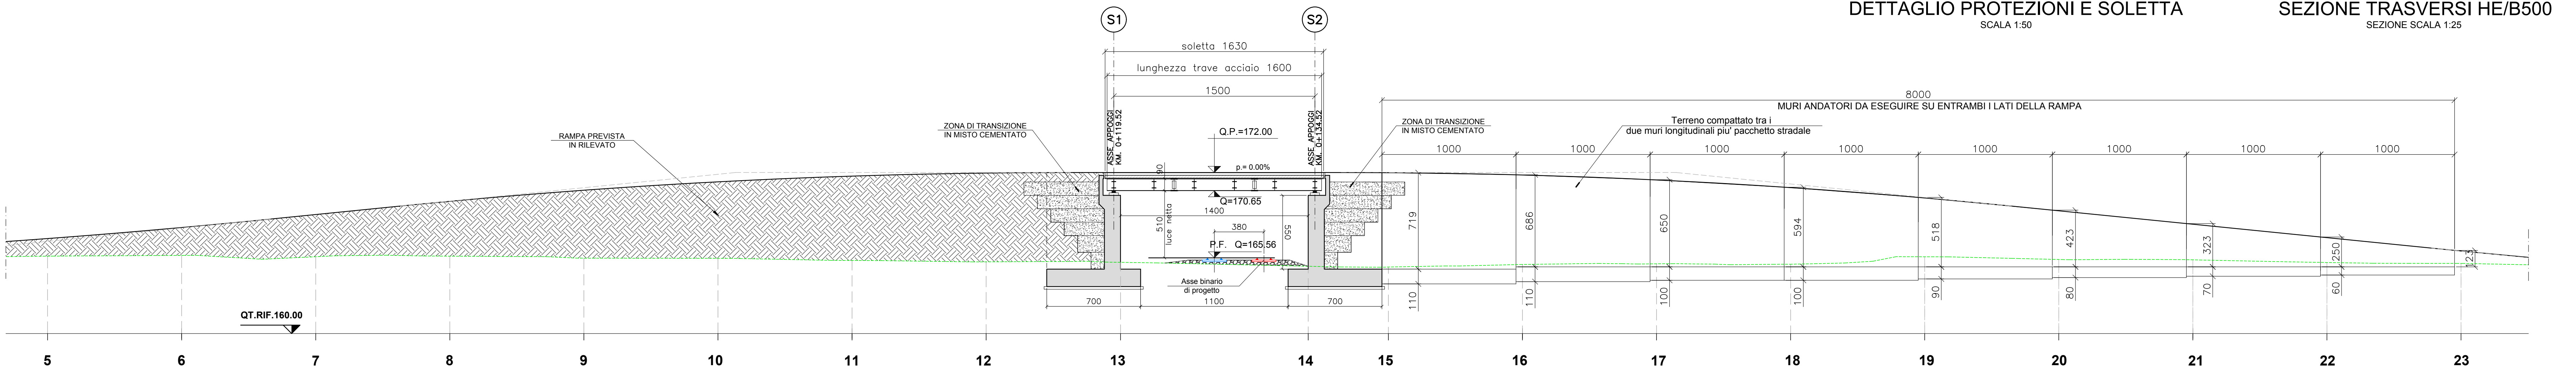 S1
S2
DETTAGLIO PROTEZIONI E SOLETTA
SCALA 1:50
SEZIONE TRASVERSI HE/B500
SEZIONE SCALA 1:25
soletta 1630
lunghezza trave acciaio 1600
1500
8000
MURI ANDATORI DA ESEGUIRE SU ENTRAMBI I LATI DELLA RAMPA
RAMPA PREVISTA
IN RILEVATO
ZONA DI TRANSIZIONE
IN MISTO CEMENTATO
ASSE APPOGGI
KM. 0+119.52
Q.P.=172.00
ASSE APPOGGI
KM. 0+134.52
ZONA DI TRANSIZIONE
IN MISTO CEMENTATO
Terreno compattato tra i
due muri longitudinali piu' pacchetto stradale
1000
1000
1000
1000
1000
1000
1000
1000
90
p.= 0.00%
Q=170.65
1400
510
luce netta
380
550
P.F. Q=165.56
Asse binario
di progetto
719
686
650
594
518
423
323
250
123
700
1100
700
110
110
100
100
90
80
70
60
QT.RIF.160.00
5
6
7
8
9
10
11
12
13
14
15
16
17
18
19
20
21
22
23